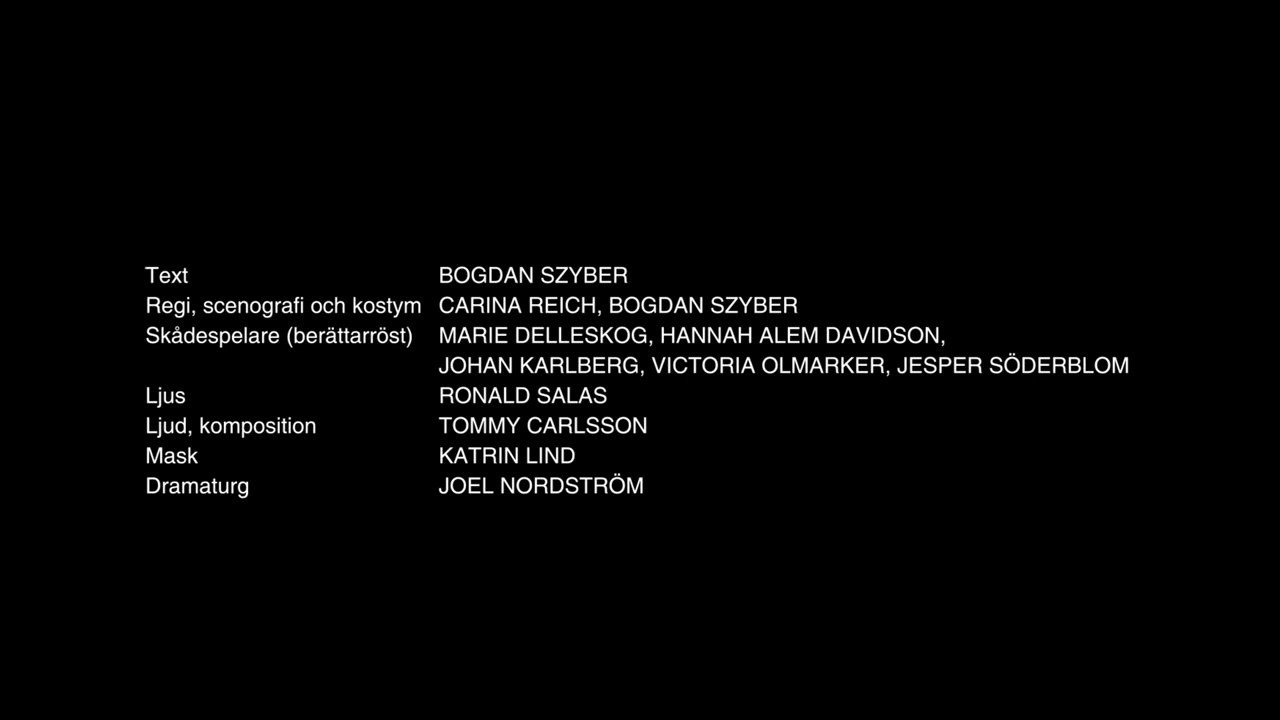 Text BOGDAN SZYBER
Regi, scenografi och kostym CARINA REICH, BOGDAN SZYBER
Skådespelare (berättarröst) MARIE DELLESKOG, HANNAH ALEM DAVIDSON,
JOHAN KARLBERG, VICTORIA OLMARKER, JESPER SÖDERBLOM
Ljus RONALD SALAS
Ljud, komposition TOMMY CARLSSON
Mask KATRIN LIND
Dramaturg JOEL NORDSTRÖM